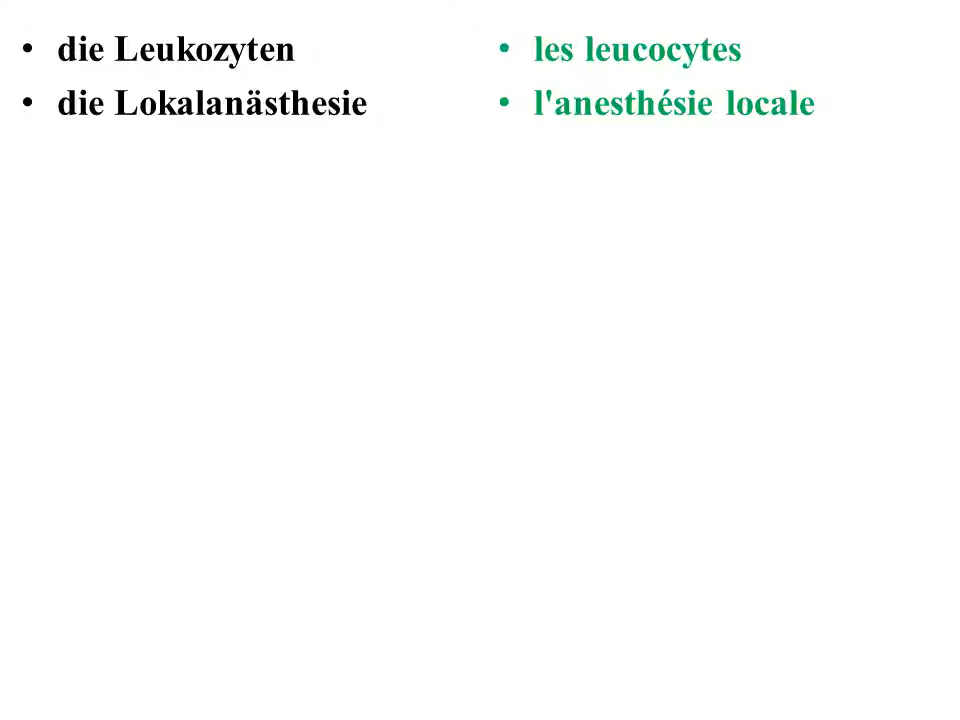 • die Leukozyten
• die Lokalanästhesie
• les leucocytes
• l'anesthésie locale